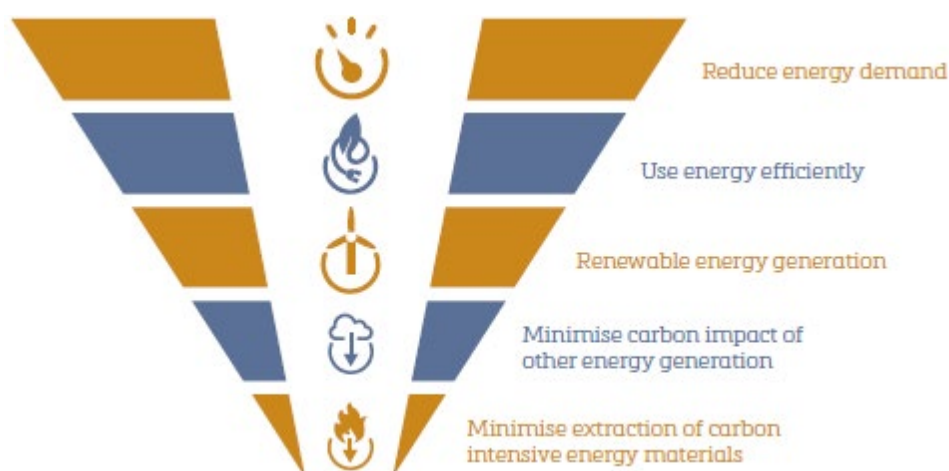 Reduce energy demand
Use energy efficiently
Renewable energy generation
Minimise carbon impact of
other energy generation
Minimise extraction of carbon
intensive energy materials